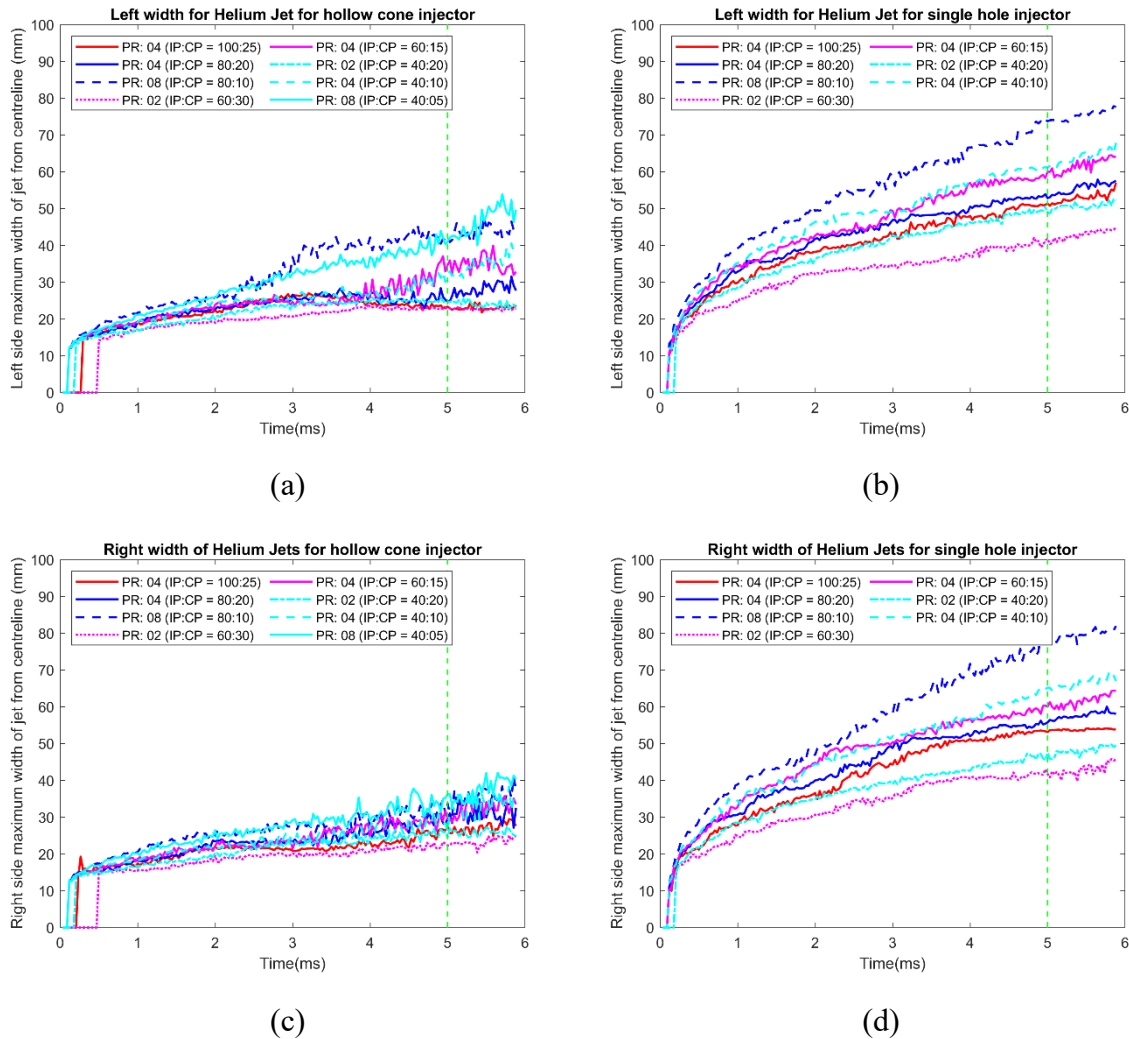 Left width for Helium Jet for hollow cone injector
Left side maximum width of jet from centreline (mm)
100
90
80
70
60
50
40
30
20
10
0
PR: 04 (IP:CP = 100:25)
PR: 04 (IP:CP = 80:20)
PR: 08 (IP:CP = 80:10)
PR: 02 (IP:CP = 60:30)
PR: 04 (IP:CP = 60:15)
PR: 02 (IP:CP = 40:20)
PR: 04 (IP:CP = 40:10)
PR: 08 (IP:CP = 40:05)
0 1 2 3 4 5 6
Time(ms)
(a)
Left width for Helium Jet for single hole injector
Left side maximum width of jet from centreline (mm)
100
90
80
70
60
50
40
30
20
10
0
PR: 04 (IP:CP = 100:25)
PR: 04 (IP:CP = 80:20)
PR: 08 (IP:CP = 80:10)
PR: 02 (IP:CP = 60:30)
PR: 04 (IP:CP = 60:15)
PR: 02 (IP:CP = 40:20)
PR: 04 (IP:CP = 40:10)
0 1 2 3 4 5 6
Time(ms)
(b)
Right width of Helium Jets for hollow cone injector
Right side maximum width of jet from centreline (mm)
100
90
80
70
60
50
40
30
20
10
0
PR: 04 (IP:CP = 100:25)
PR: 04 (IP:CP = 80:20)
PR: 08 (IP:CP = 80:10)
PR: 02 (IP:CP = 60:30)
PR: 04 (IP:CP = 60:15)
PR: 02 (IP:CP = 40:20)
PR: 04 (IP:CP = 40:10)
PR: 08 (IP:CP = 40:05)
0 1 2 3 4 5 6
Time(ms)
(c)
Right width of Helium Jets for single hole injector
Right side maximum width of jet from centreline (mm)
100
90
80
70
60
50
40
30
20
10
0
PR: 04 (IP:CP = 100:25)
PR: 04 (IP:CP = 80:20)
PR: 08 (IP:CP = 80:10)
PR: 02 (IP:CP = 60:30)
PR: 04 (IP:CP = 60:15)
PR: 02 (IP:CP = 40:20)
PR: 04 (IP:CP = 40:10)
0 1 2 3 4 5 6
Time(ms)
(d)